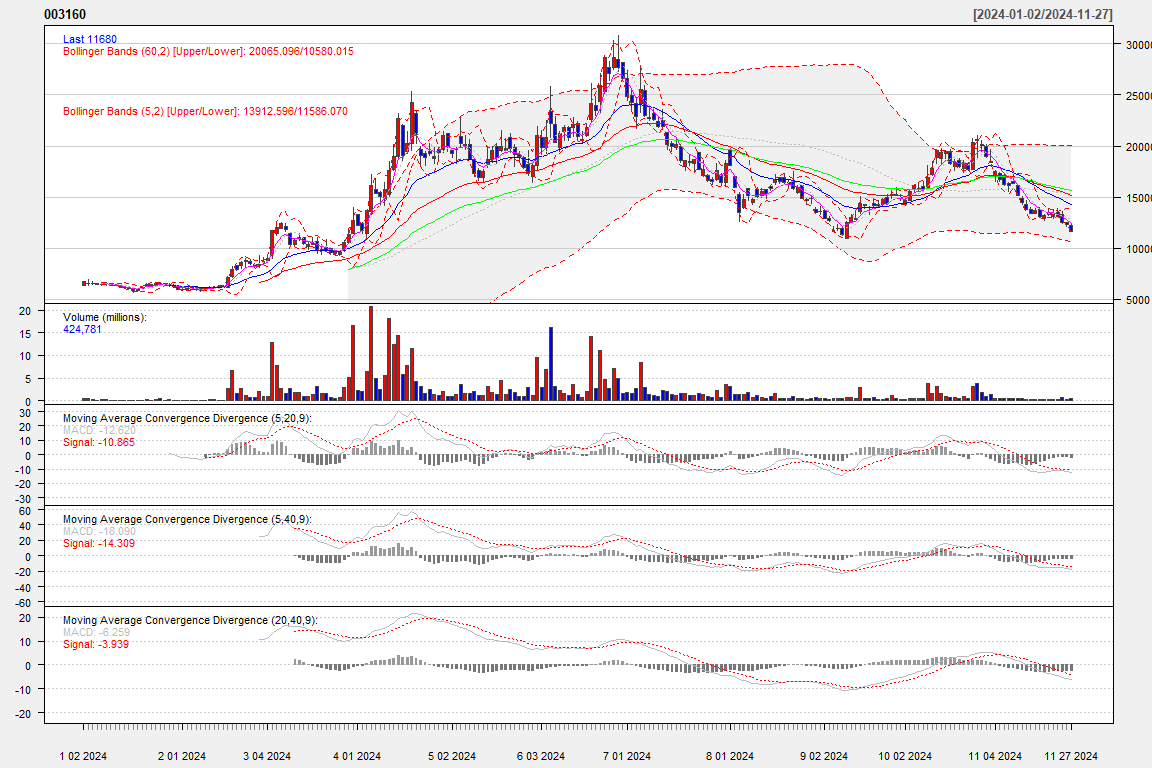 003160 [2024-01-02/2024-11-27]
Last 11680
Bollinger Bands (60,2) [Upper/Lower]: 20065.096/10580.015
Bollinger Bands (5,2) [Upper/Lower]: 13912.596/11586.070
30000
25000
20000
15000
10000
5000
Volume (millions):
424,781
20
15
10
5
0
Moving Average Convergence Divergence (5,20,9):
MACD: -12.620
Signal: -10.865
30
20
10
0
-10
-20
-30
Moving Average Convergence Divergence (5,40,9):
MACD: -18.090
Signal: -14.309
60
40
20
0
-20
-40
-60
Moving Average Convergence Divergence (20,40,9):
MACD: -6.259
Signal: -3.939
20
10
0
-10
-20
1 02 2024 2 01 2024 3 04 2024 4 01 2024 5 02 2024 6 03 2024 7 01 2024 8 01 2024 9 02 2024 10 02 2024 11 04 2024 11 27 2024